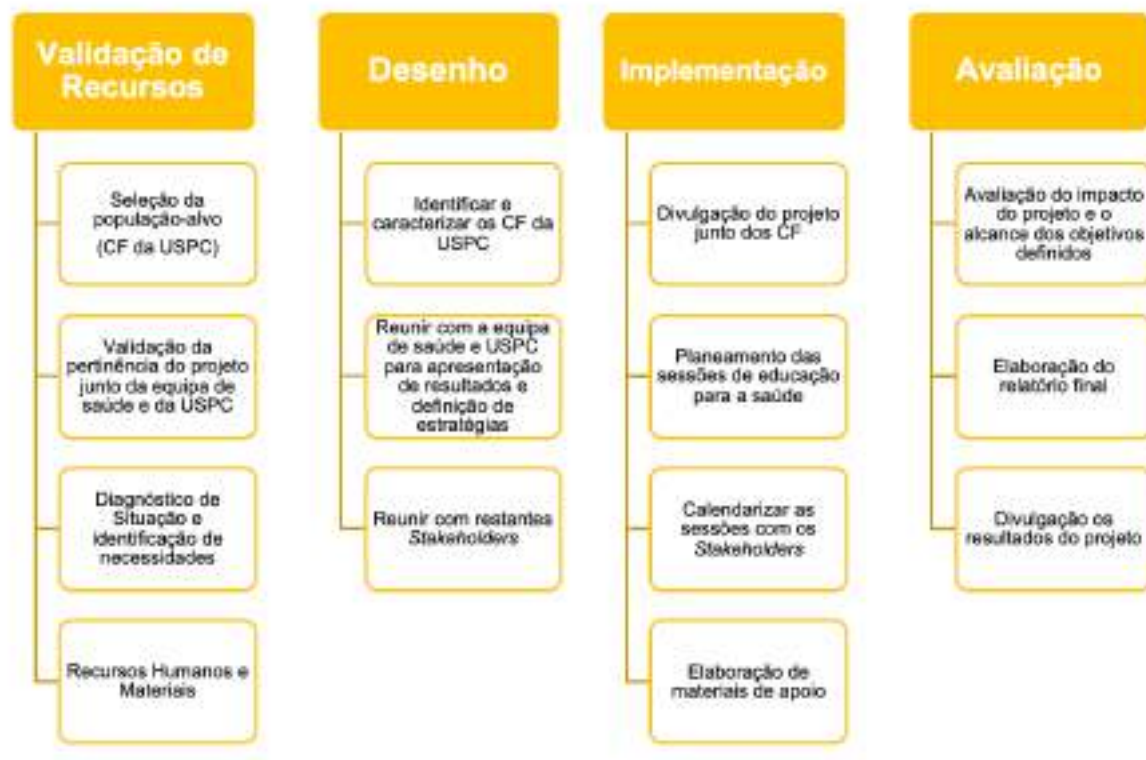 Validação de
Recursos
Seleção da
população-alvo
(CF da USPC)
Validação da
pertinência do projeto
junto da equipa de
saúde e da USPC
Diagnóstico de
Situação e
identificação de
necessidades
Recursos Humanos e
Materiais
Desenho
Identificar e
caracterizar os CF da
USPC
Reunir com a equipa
de saúde e USPC
para apresentação
de resultados e
definição de
estratégias
Reunir com restantes
Stakeholders
Implementação
Divulgação do projeto
junto dos CF
Planeamento das
sessões de educação
para a saúde
Calendarizar as
sessões com os
Stakeholders
Elaboração de
materiais de apoio
Avaliação
Avaliação do impacto
do projeto e o
alcance dos objetivos
definidos
Elaboração do
relatório final
Divulgação os
resultados do projeto